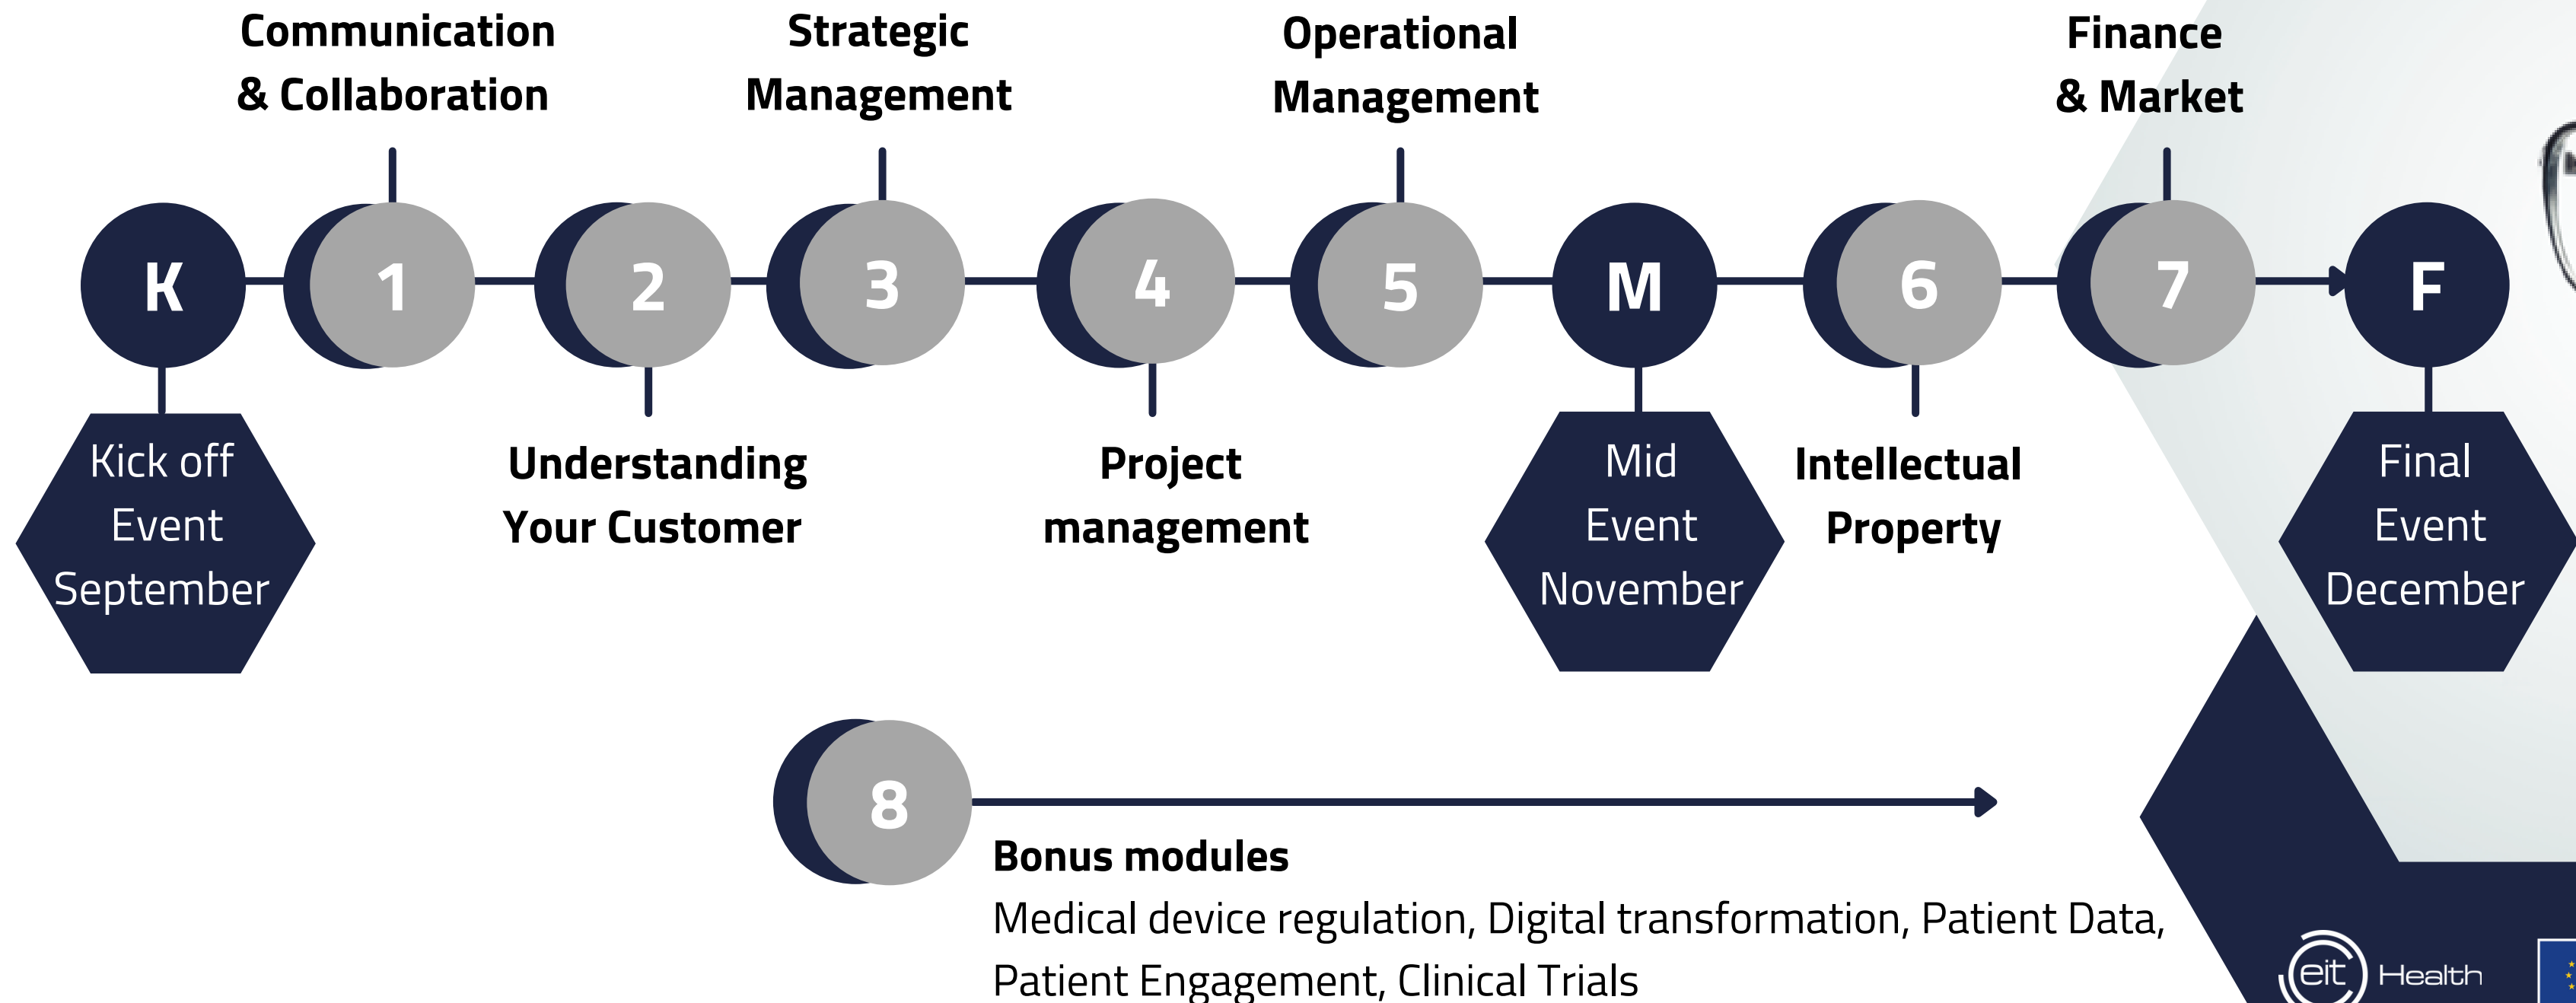 Communication
& Collaboration
Strategic
Management
Operational
Management
Finance
& Market
K
1
2
3
4
5
M
6
7
F
Kick off
Event
September
Understanding
Your Customer
Project
management
Mid
Event
November
Intellectual
Property
Final
Event
December
8
Bonus modules
Medical device regulation, Digital transformation, Patient Data,
Patient Engagement, Clinical Trials
eit Health